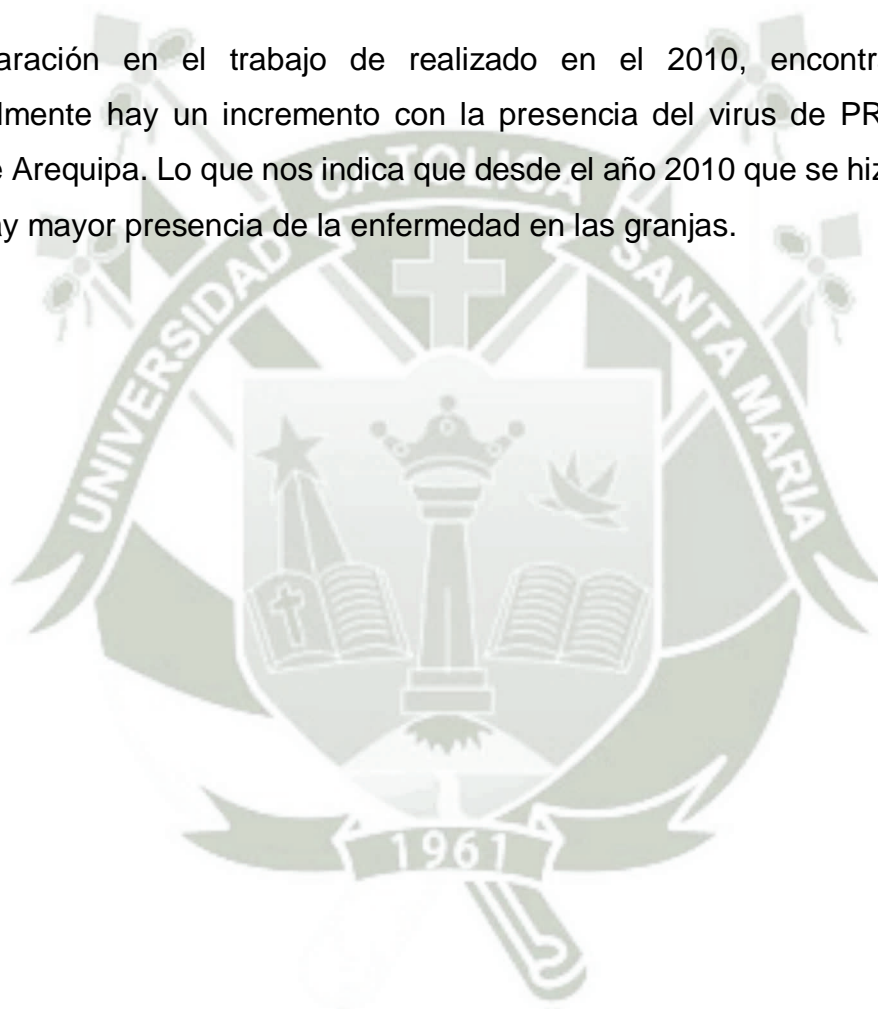 aración en el trabajo de realizado en el 2010, encontr
lmente hay un incremento con la presencia del virus de PR
e Arequipa. Lo que nos indica que desde el año 2010 que se hiz
ay mayor presencia de la enfermedad en las granjas.
UNIVERSIDAD CATOLICA SANTA MARIA
1961